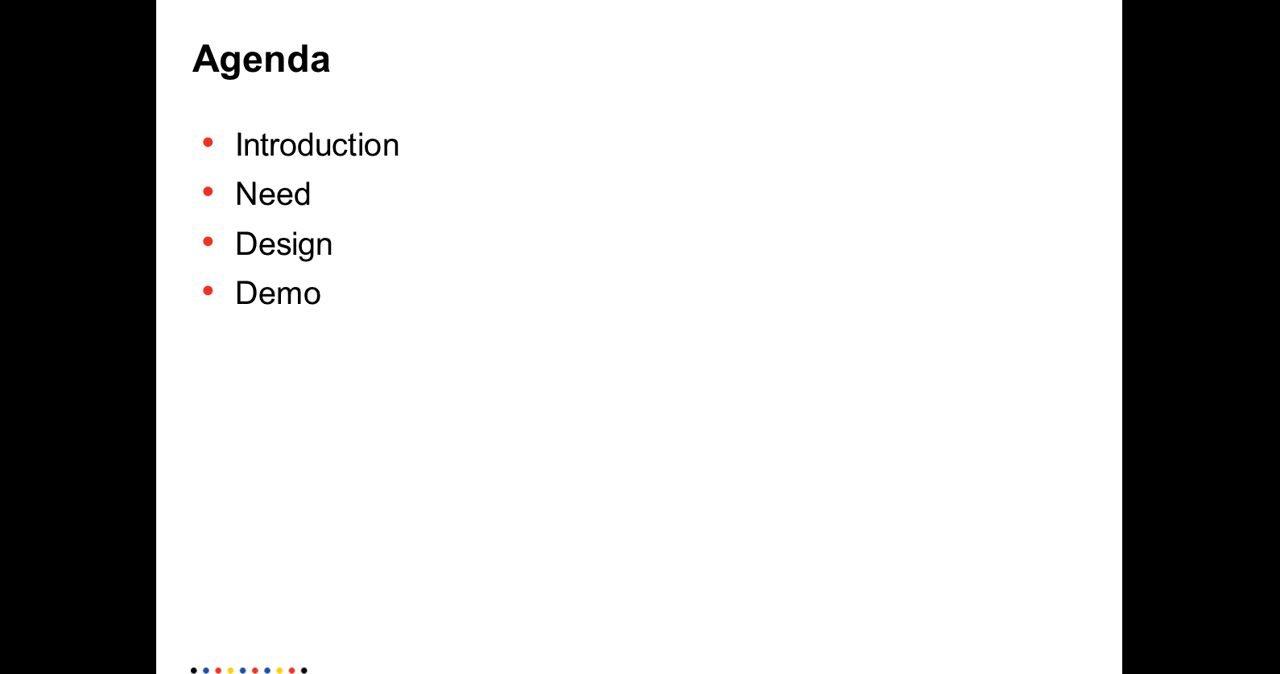 Agenda
• Introduction
• Need
• Design
• Demo